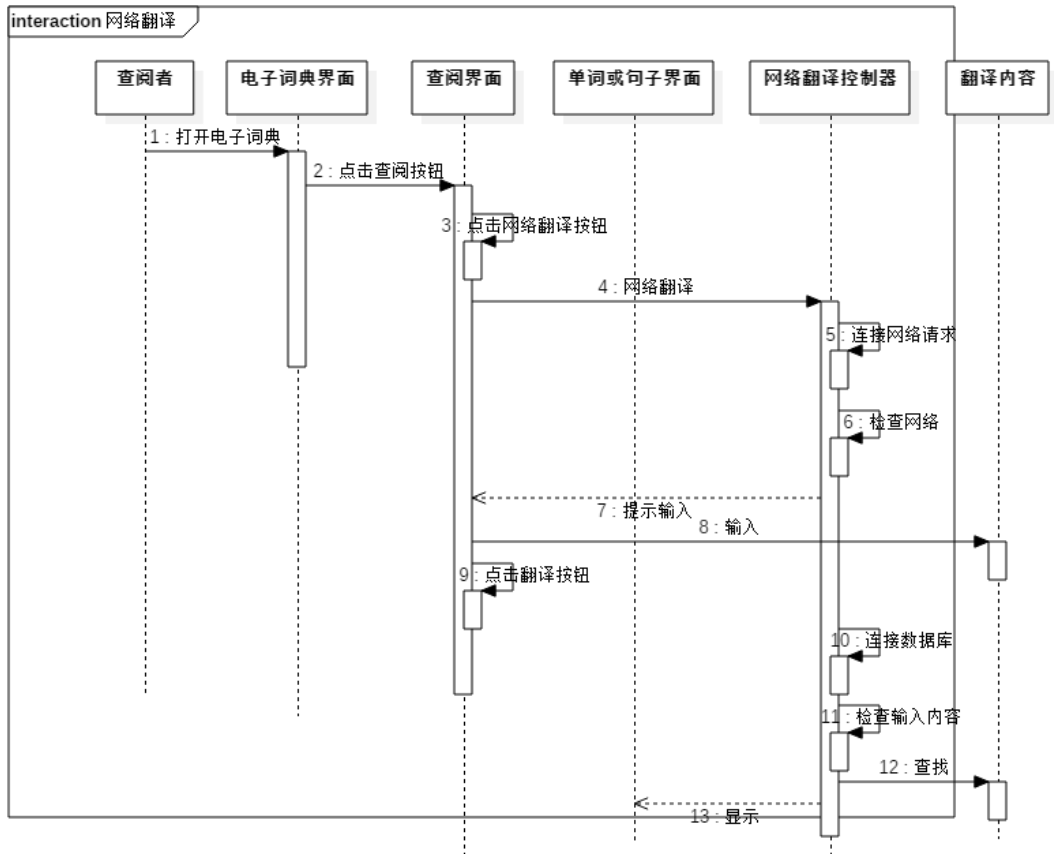 interaction 网络翻译
查阅者
电子词典界面
查阅界面
单词或句子界面
网络翻译控制器
翻译内容
1 : 打开电子词典
2 : 点击查阅按钮
3 : 点击网络翻译按钮
4 : 网络翻译
5 : 连接网络请求
6 : 检查网络
7 : 提示输入
8 : 输入
9 : 点击翻译按钮
10 : 连接数据库
11 : 检查输入内容
12 : 查找
13 : 显示